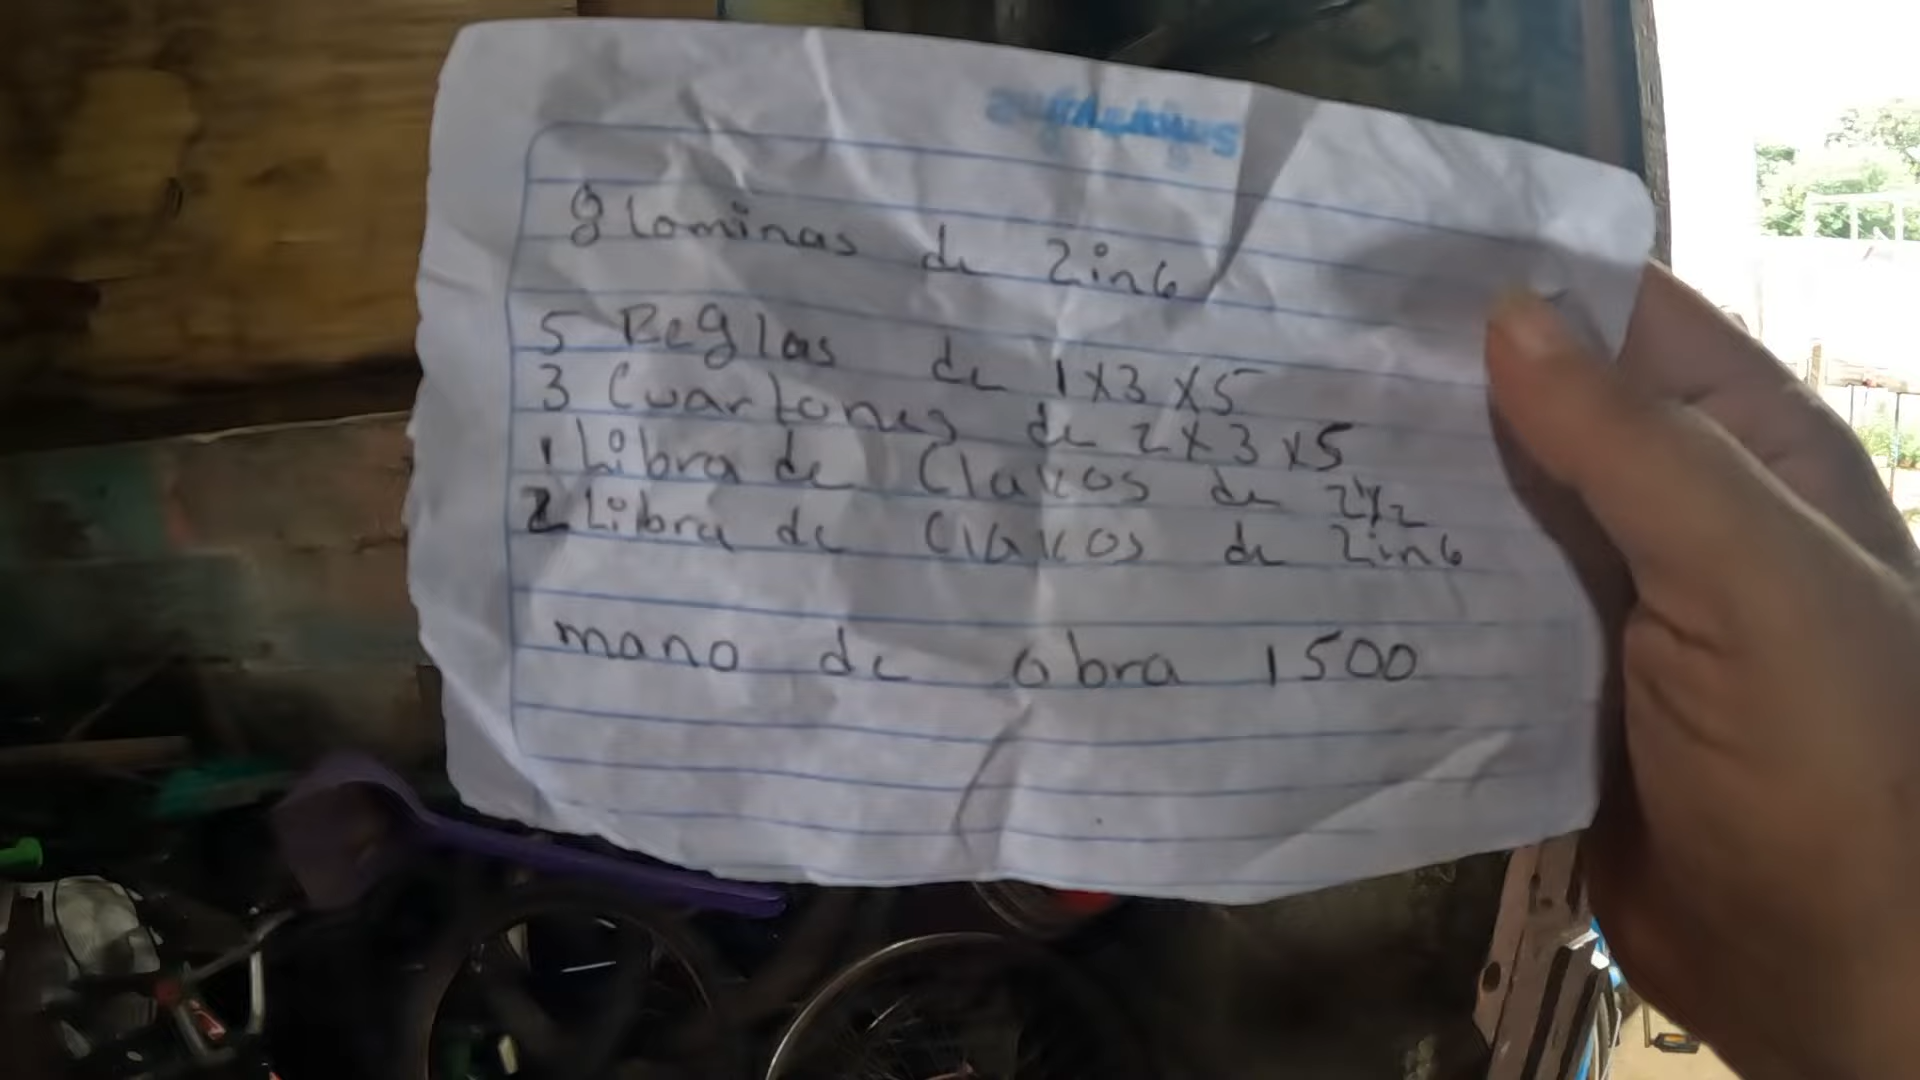 8 Laminas de Zinc
5 Reglas de 1x3x5
3 Cuartones de 2x3x5
1 Libra de Clavos de 2½
2 Libra de Clavos de Zinc
mano de obra 1500